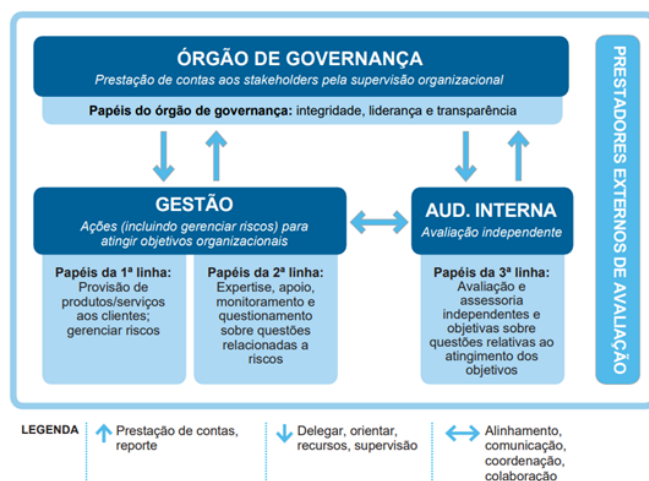 ÓRGÃO DE GOVERNANÇA
Prestação de contas aos stakeholders pela supervisão organizacional
Papéis do órgão de governança: integridade, liderança e transparência
GESTÃO
Ações (incluindo gerenciar riscos) para
atingir objetivos organizacionais
Papéis da 1ª linha:
Provisão de
produtos/serviços
aos clientes;
gerenciar riscos
Papéis da 2ª linha:
Expertise, apoio,
monitoramento e
questionamento
sobre questões
relacionadas a
riscos
AUD. INTERNA
Avaliação independente
Papéis da 3ª linha:
Avaliação e
assessoria
independentes e
objetivas sobre
questões relativas ao
atingimento dos
objetivos
PRESTADORES EXTERNOS DE AVALIAÇÃO
LEGENDA
Prestação de contas,
reporte
Delegar, orientar,
recursos, supervisão
Alinhamento,
comunicação,
coordenação,
colaboração